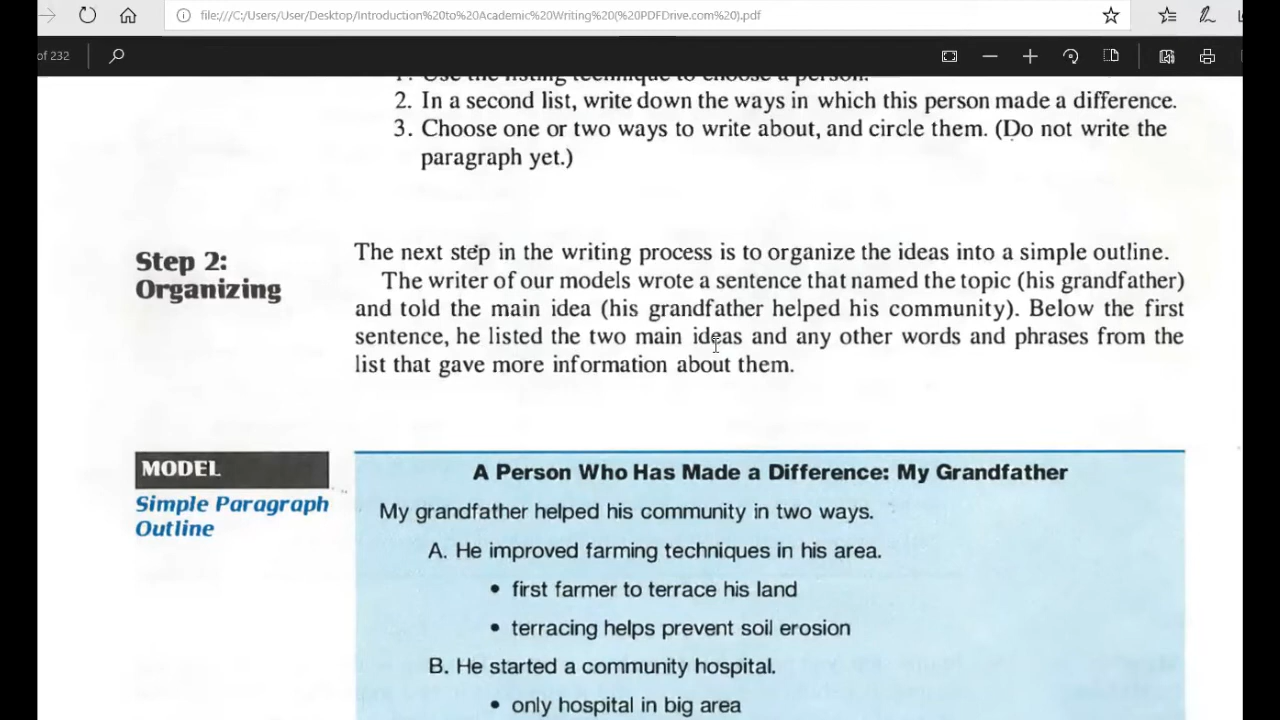 file:///C:/Users/User/Desktop/Introduction%20to%20Academic%20Writing%20(%20PDFDrive.com%20).pdf
of 232
1. Use the listing technique to choose a person.
2. In a second list, write down the ways in which this person made a difference.
3. Choose one or two ways to write about, and circle them. (Do not write the
paragraph yet.)
Step 2:
Organizing
The next step in the writing process is to organize the ideas into a simple outline.
The writer of our models wrote a sentence that named the topic (his grandfather)
and told the main idea (his grandfather helped his community). Below the first
sentence, he listed the two main ideas and any other words and phrases from the
list that gave more information about them.
MODEL
Simple Paragraph
Outline
A Person Who Has Made a Difference: My Grandfather
My grandfather helped his community in two ways.
A. He improved farming techniques in his area.
• first farmer to terrace his land
• terracing helps prevent soil erosion
B. He started a community hospital.
• only hospital in big area